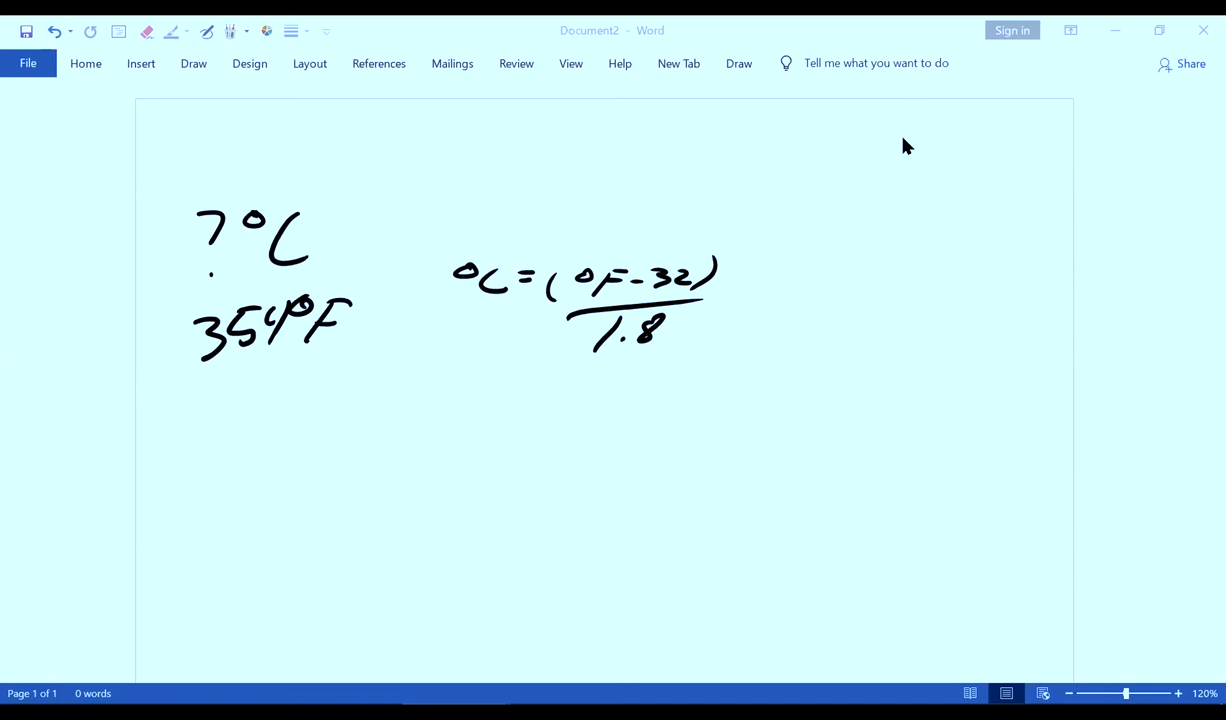 Document2 - Word
Sign in
File Home Insert Draw Design Layout References Mailings Review View Help New Tab Draw Tell me what you want to do Share
? °C
354°F
°C = (°F - 32)
1.8
Page 1 of 1 0 words 120%